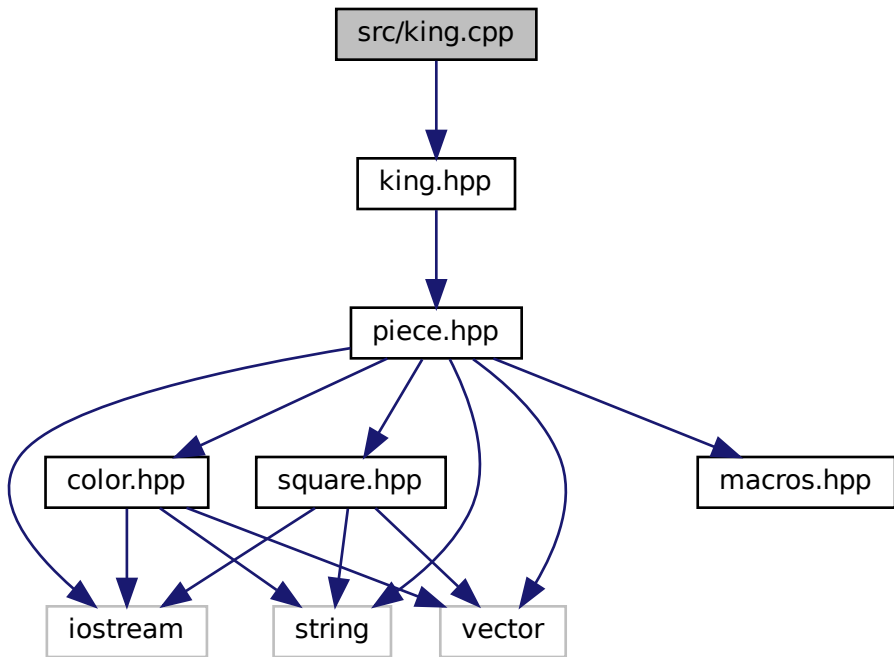 src/king.cpp
king.hpp
piece.hpp
color.hpp
square.hpp
macros.hpp
iostream
string
vector